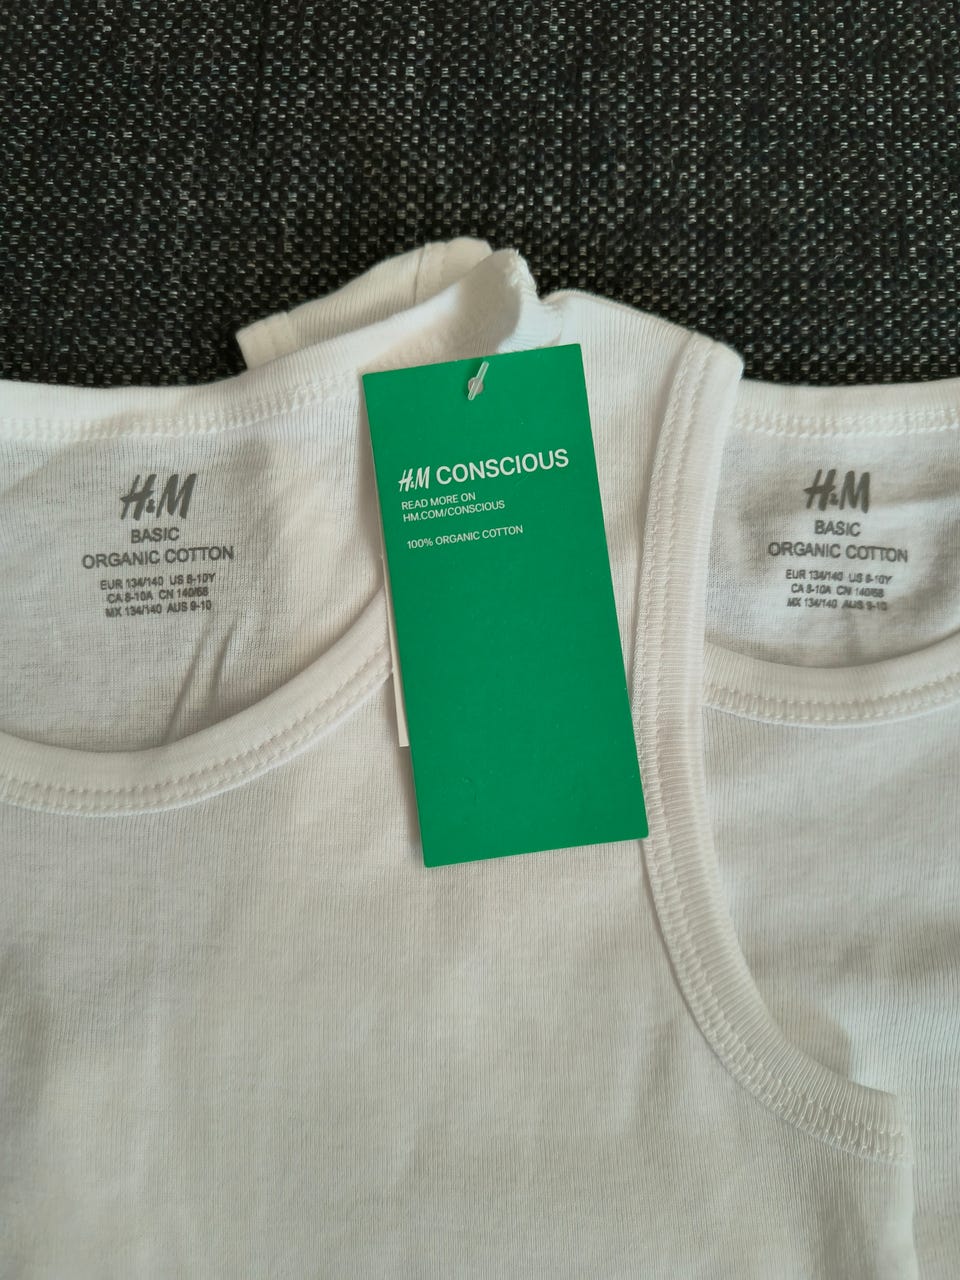 H&M
BASIC
ORGANIC COTTON
EUR 134/140 US 8-10Y
CA 8-10A CN 140/68
MX 134/140 AUS 9-10
H&M CONSCIOUS
READ MORE ON
HM.COM/CONSCIOUS
100% ORGANIC COTTON
H&M
BASIC
ORGANIC COTTON
EUR 134/140 US 8-10Y
CA 8-10A CN 140/68
MX 134/140 AUS 9-10